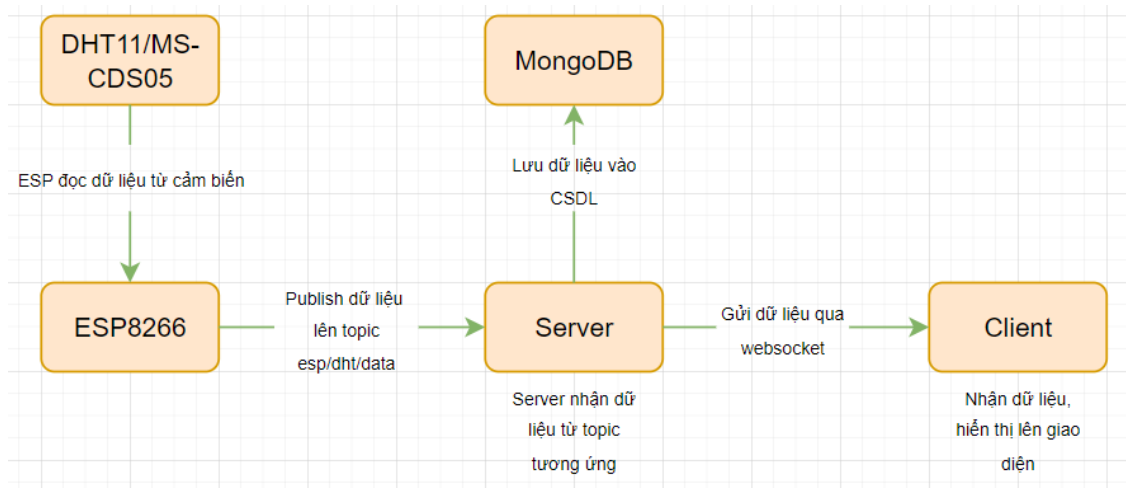 DHT11/MS-
CDS05
MongoDB
ESP đọc dữ liệu từ cảm biến
Lưu dữ liệu vào
CSDL
ESP8266
Publish dữ liệu
lên topic
esp/dht/data
Server
Gửi dữ liệu qua
websocket
Client
Server nhận dữ
liệu từ topic
tương ứng
Nhận dữ liệu,
hiển thị lên giao
diện